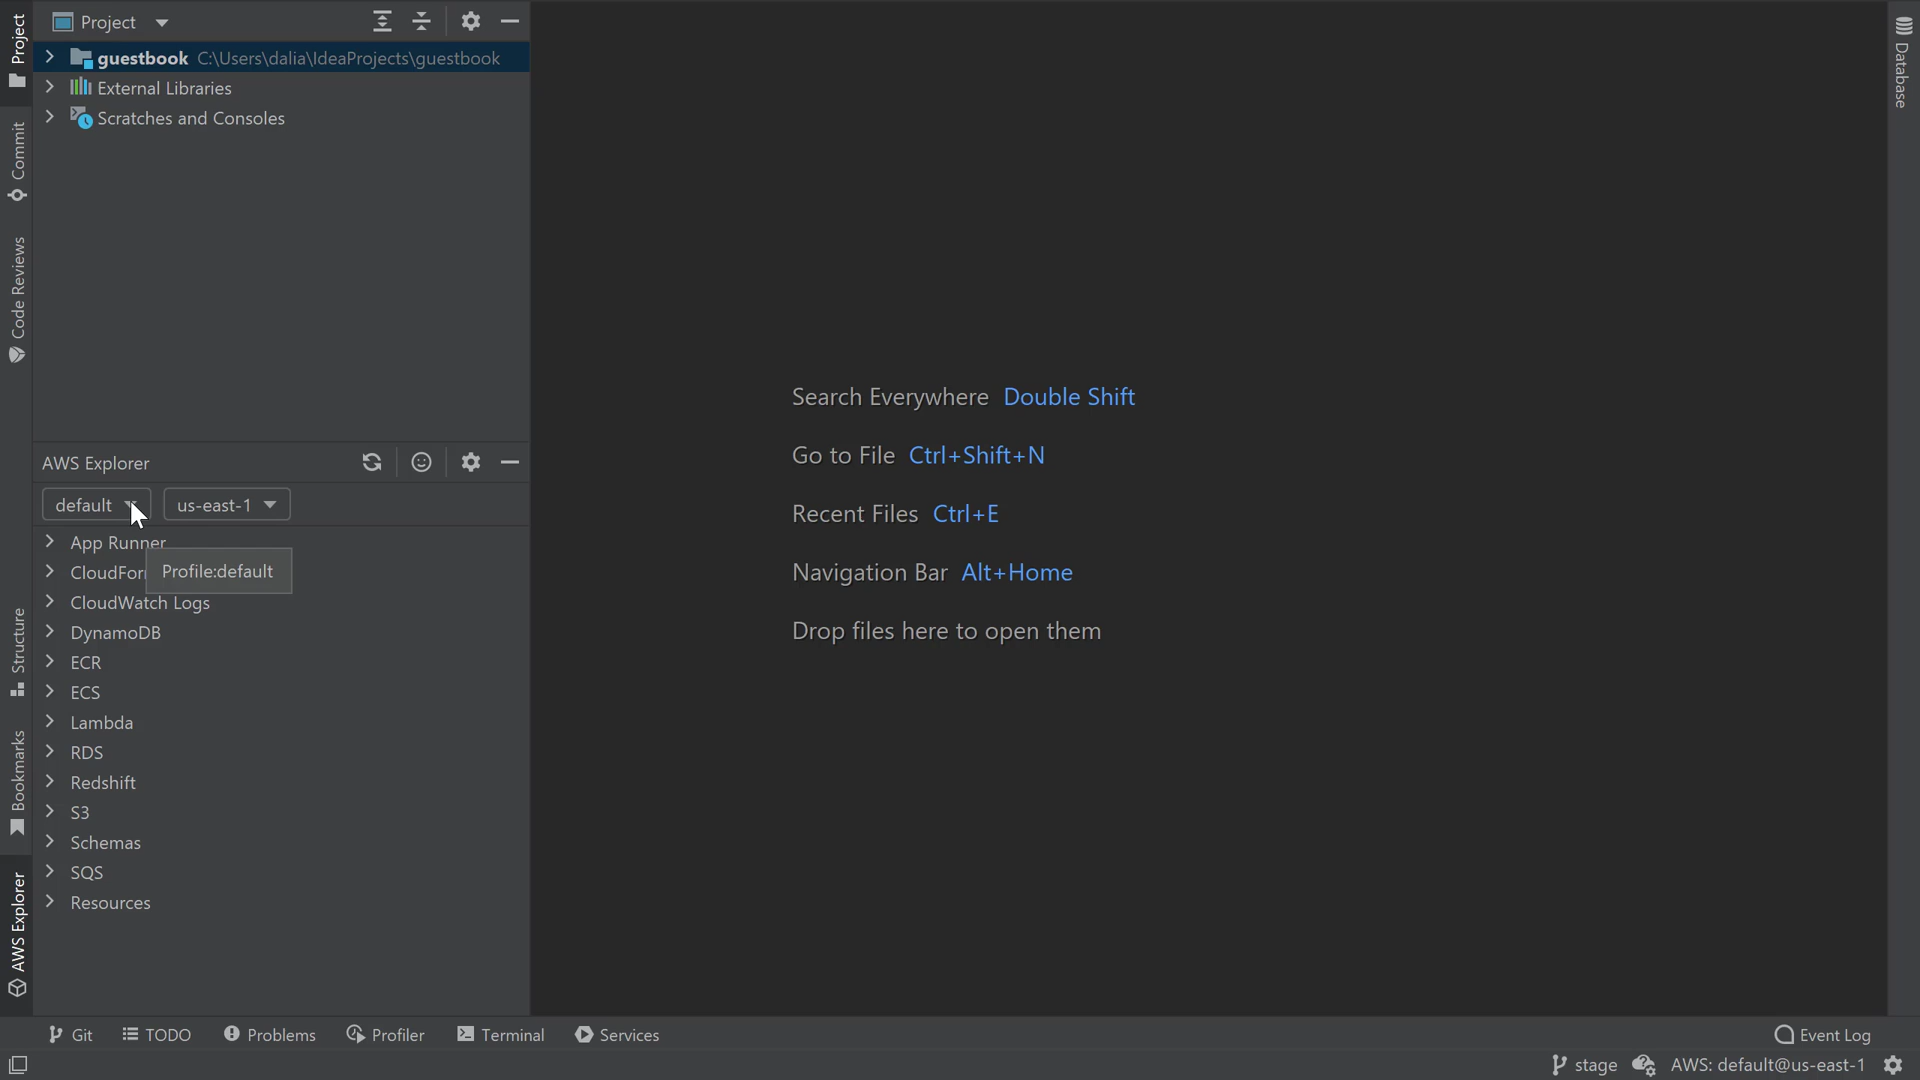 Project
guestbook C:\Users\dalia\IdeaProjects\guestbook
External Libraries
Scratches and Consoles
Project
Commit
Code Reviews
Structure
Bookmarks
AWS Explorer
AWS Explorer
default
us-east-1
App Runner
Profile:default
CloudWatch Logs
DynamoDB
ECR
ECS
Lambda
RDS
Redshift
S3
Schemas
SQS
Resources
Search Everywhere Double Shift
Go to File Ctrl+Shift+N
Recent Files Ctrl+E
Navigation Bar Alt+Home
Drop files here to open them
Database
Git
TODO
Problems
Profiler
Terminal
Services
Event Log
stage
AWS: default@us-east-1